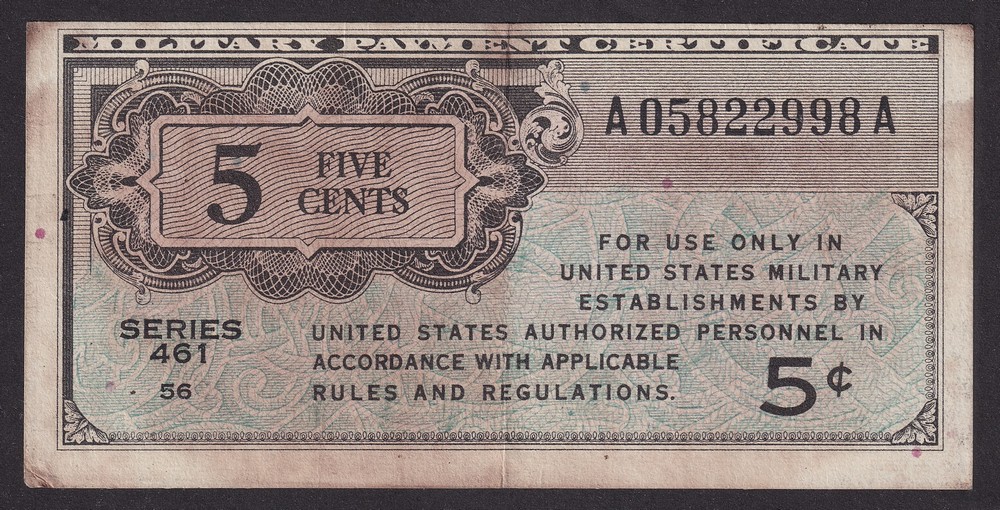 MILITARY PAYMENT CERTIFICATE
A05822998A
5 FIVE
CENTS
FOR USE ONLY IN
UNITED STATES MILITARY
ESTABLISHMENTS BY
UNITED STATES AUTHORIZED PERSONNEL IN
ACCORDANCE WITH APPLICABLE
RULES AND REGULATIONS.
SERIES
461
56
5¢